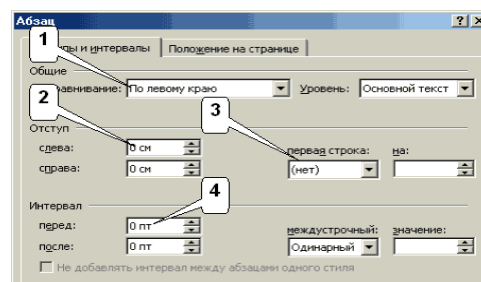 Абзац
1
пы и интервалы Положение на странице
Общие
2
равнивание: По левому краю Уровень: Основной текст
3
Отступ
слева: 0 см первая строка: на:
справа: 0 см (нет)
4
Интервал
перед: 0 пт междустрочный: значение:
после: 0 пт Одинарный
Не добавлять интервал между абзацами одного стиля